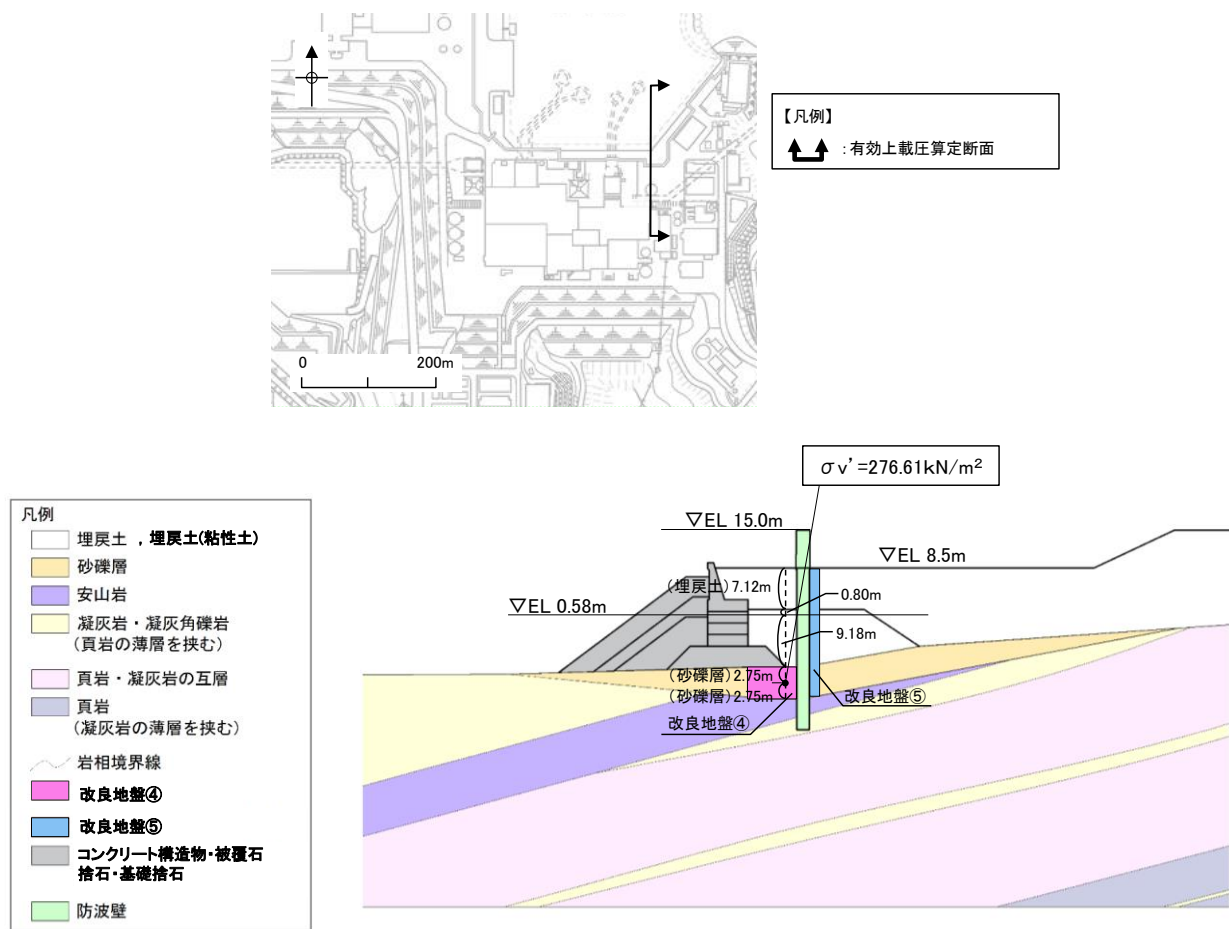 【凡例】
：有効上載圧算定断面
0 200m
σv'=276.61kN/m²
▽EL 15.0m
▽EL 8.5m
(埋戻土)7.12m
0.80m
▽EL 0.58m
9.18m
(砂礫層)2.75m
(砂礫層)2.75m
改良地盤④
改良地盤⑤
凡例
埋戻土 ，埋戻土(粘性土)
砂礫層
安山岩
凝灰岩・凝灰角礫岩
(頁岩の薄層を挟む)
頁岩・凝灰岩の互層
頁岩
(凝灰岩の薄層を挟む)
岩相境界線
改良地盤④
改良地盤⑤
コンクリート構造物・被覆石
捨石・基礎捨石
防波壁